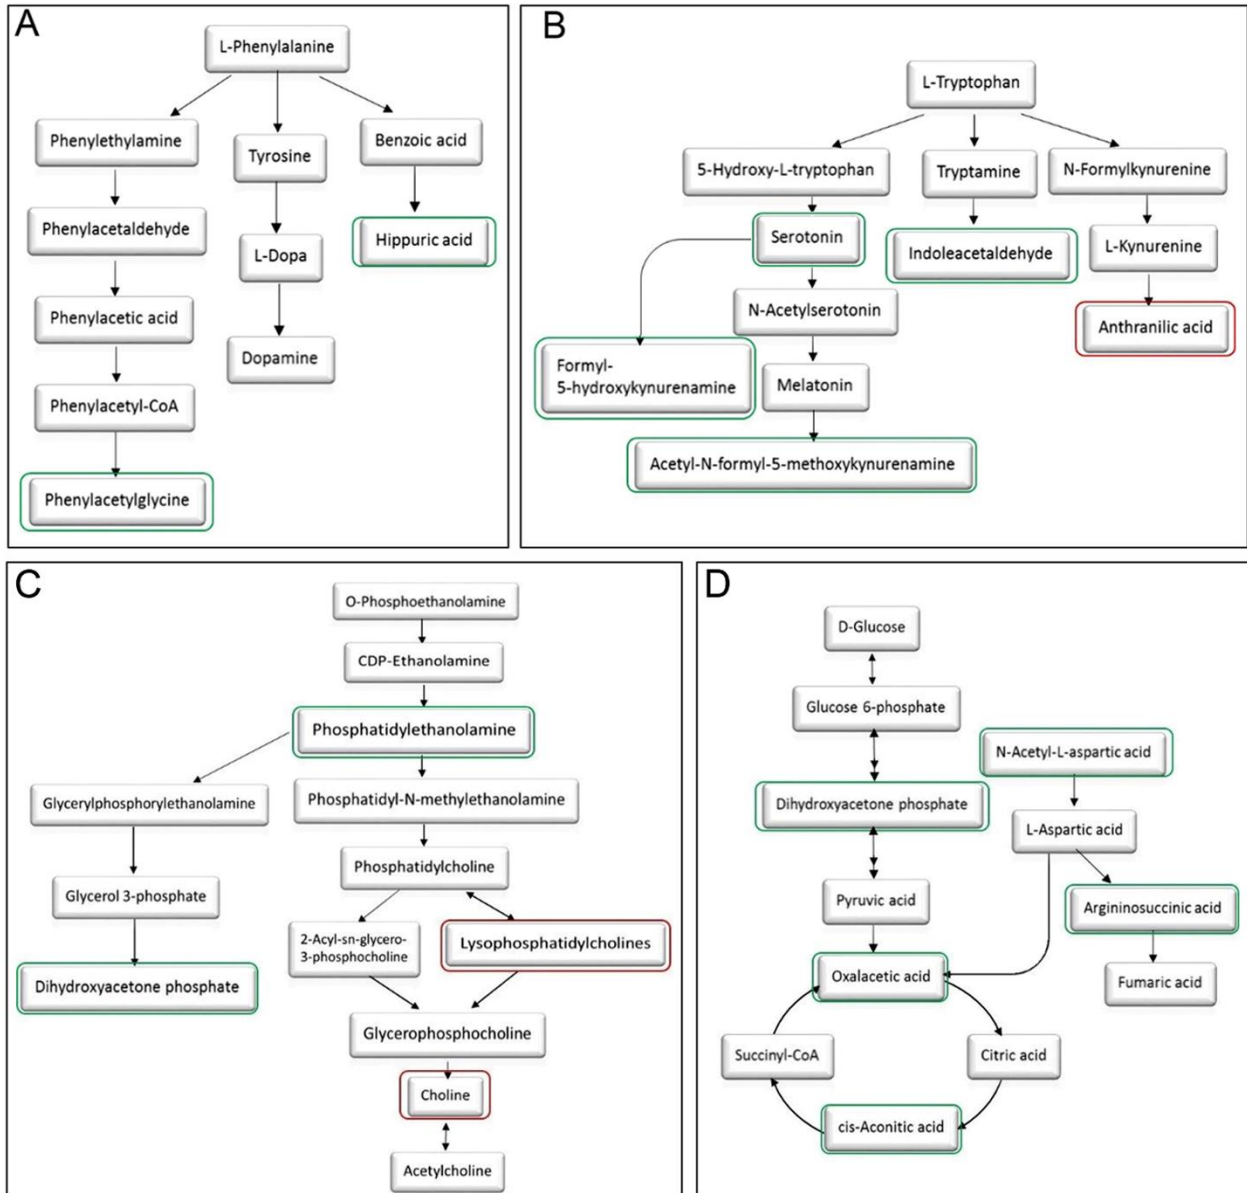 A
L-Phenylalanine
Phenylethylamine
Tyrosine
Benzoic acid
Phenylacetaldehyde
L-Dopa
Hippuric acid
Phenylacetic acid
Dopamine
Phenylacetyl-CoA
Phenylacetylglycine
B
L-Tryptophan
5-Hydroxy-L-tryptophan
Tryptamine
N-Formylkynurenine
Serotonin
Indoleacetaldehyde
L-Kynurenine
N-Acetylserotonin
Anthranilic acid
Formyl-
5-hydroxykynurenamine
Melatonin
Acetyl-N-formyl-5-methoxykynurenamine
C
O-Phosphoethanolamine
CDP-Ethanolamine
Phosphatidylethanolamine
Glycerylphosphorylethanolamine
Phosphatidyl-N-methylethanolamine
Phosphatidylcholine
Glycerol 3-phosphate
2-Acyl-sn-glycero-
3-phosphocholine
Lysophosphatidylcholines
Dihydroxyacetone phosphate
Glycerophosphocholine
Choline
Acetylcholine
D
D-Glucose
Glucose 6-phosphate
N-Acetyl-L-aspartic acid
Dihydroxyacetone phosphate
L-Aspartic acid
Pyruvic acid
Argininosuccinic acid
Oxalacetic acid
Fumaric acid
Succinyl-CoA
Citric acid
cis-Aconitic acid